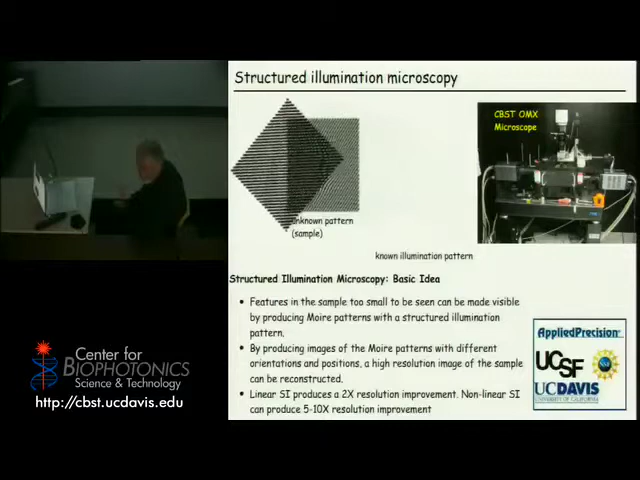 Structured illumination microscopy
CBST OMX
Microscope
unknown pattern
(sample)
known illumination pattern
Structured Illumination Microscopy: Basic Idea
• Features in the sample too small to be seen can be made visible
by producing Moire patterns with a structured illumination
pattern.
• By producing images of the Moire patterns with different
orientations and positions, a high resolution image of the sample
can be reconstructed.
• Linear SI produces a 2X resolution improvement. Non-linear SI
can produce 5-10X resolution improvement
AppliedPrecision
UCSF
UC DAVIS
UNIVERSITY OF CALIFORNIA
Center for
BIOPHOTONICS
Science & Technology
http://cbst.ucdavis.edu